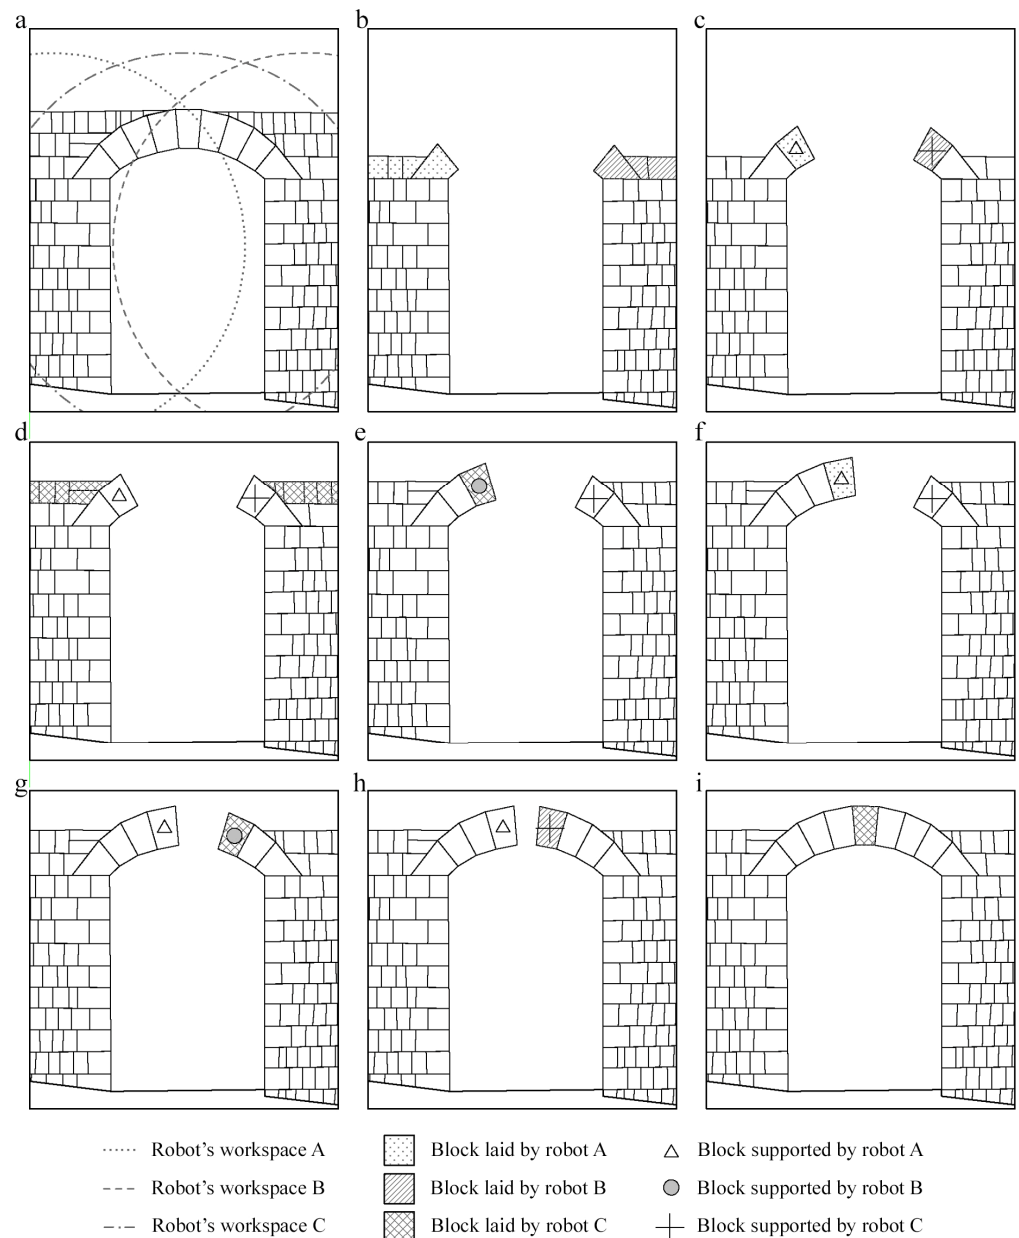 a
b
c
d
e
f
g
h
i
Robot's workspace A
Block laid by robot A
Block supported by robot A
Robot's workspace B
Block laid by robot B
Block supported by robot B
Robot's workspace C
Block laid by robot C
Block supported by robot C